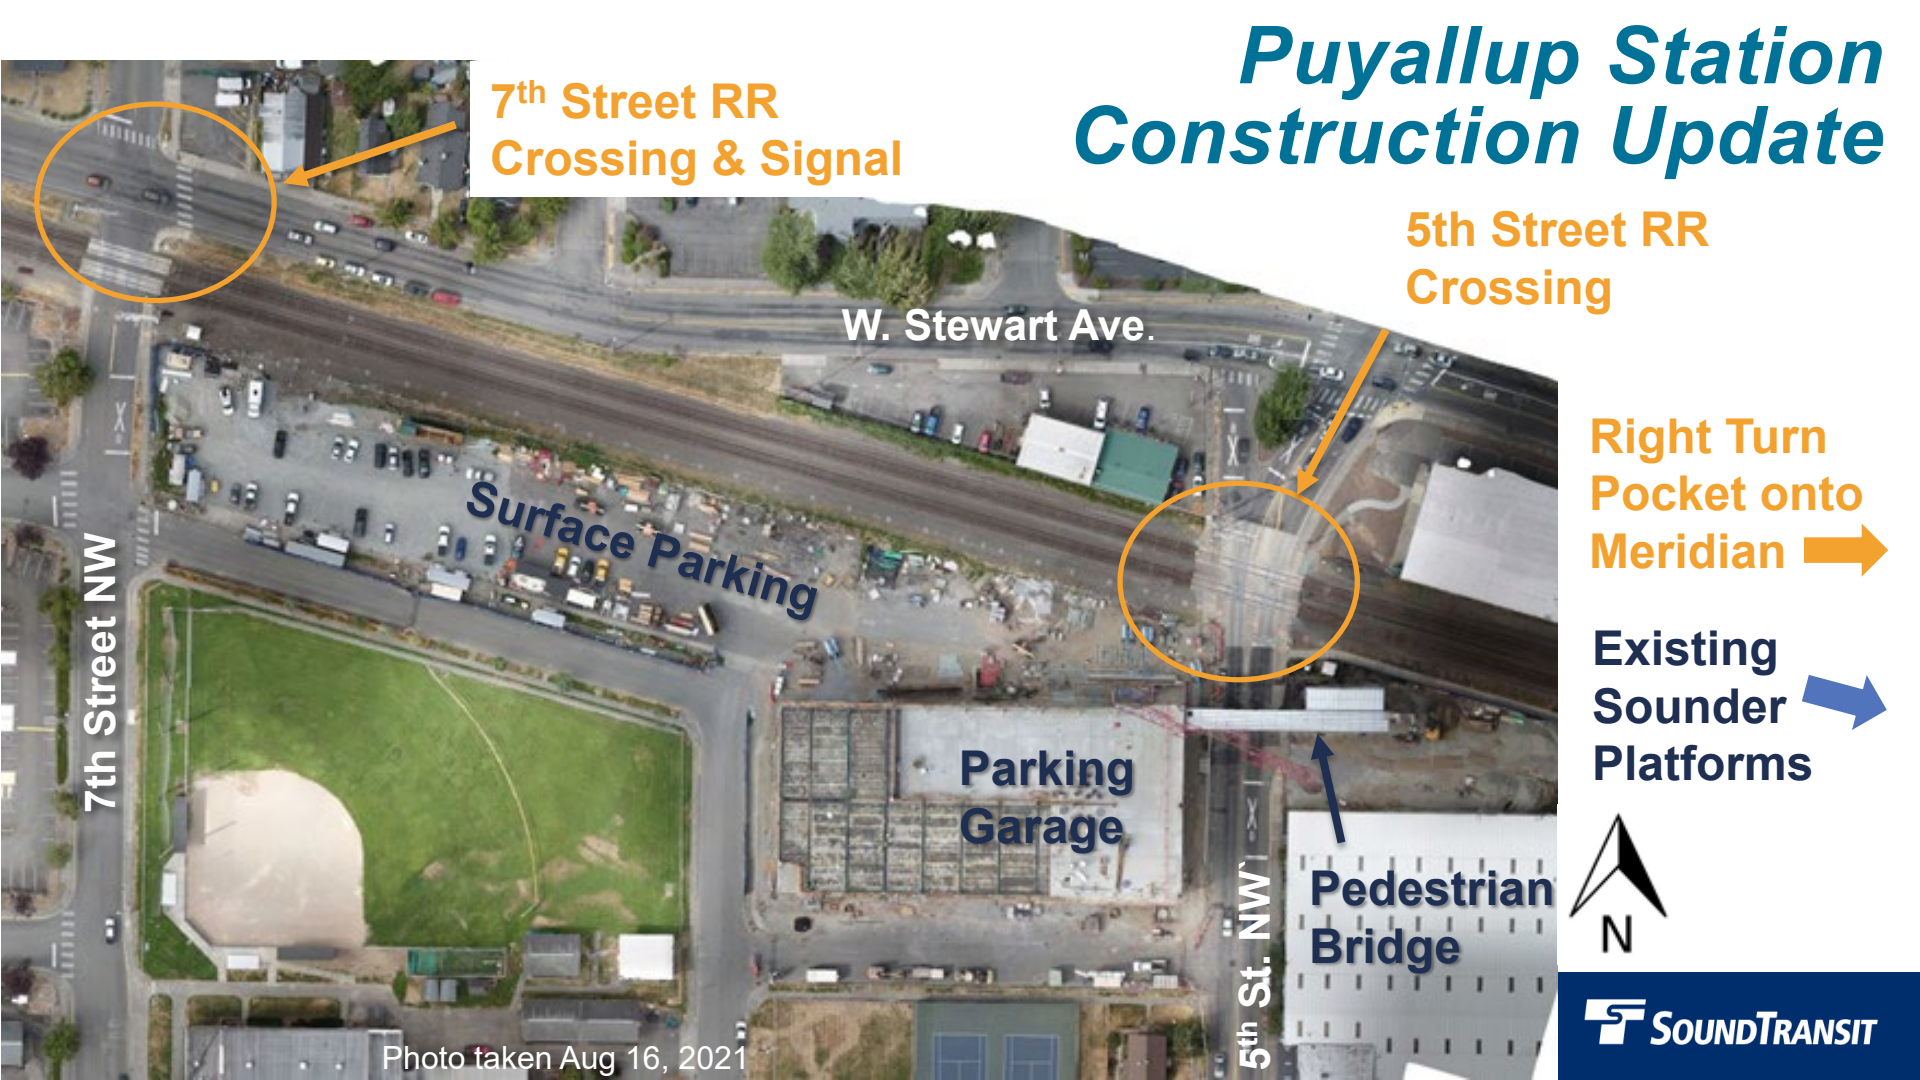 Puyallup Station
Construction Update
7th Street RR
Crossing & Signal
5th Street RR
Crossing
W. Stewart Ave.
Right Turn
Pocket onto
Meridian
Surface Parking
7th Street NW
Existing
Sounder
Platforms
Parking
Garage
Pedestrian
Bridge
5th St. NW
N
Photo taken Aug 16, 2021
SOUNDTRANSIT